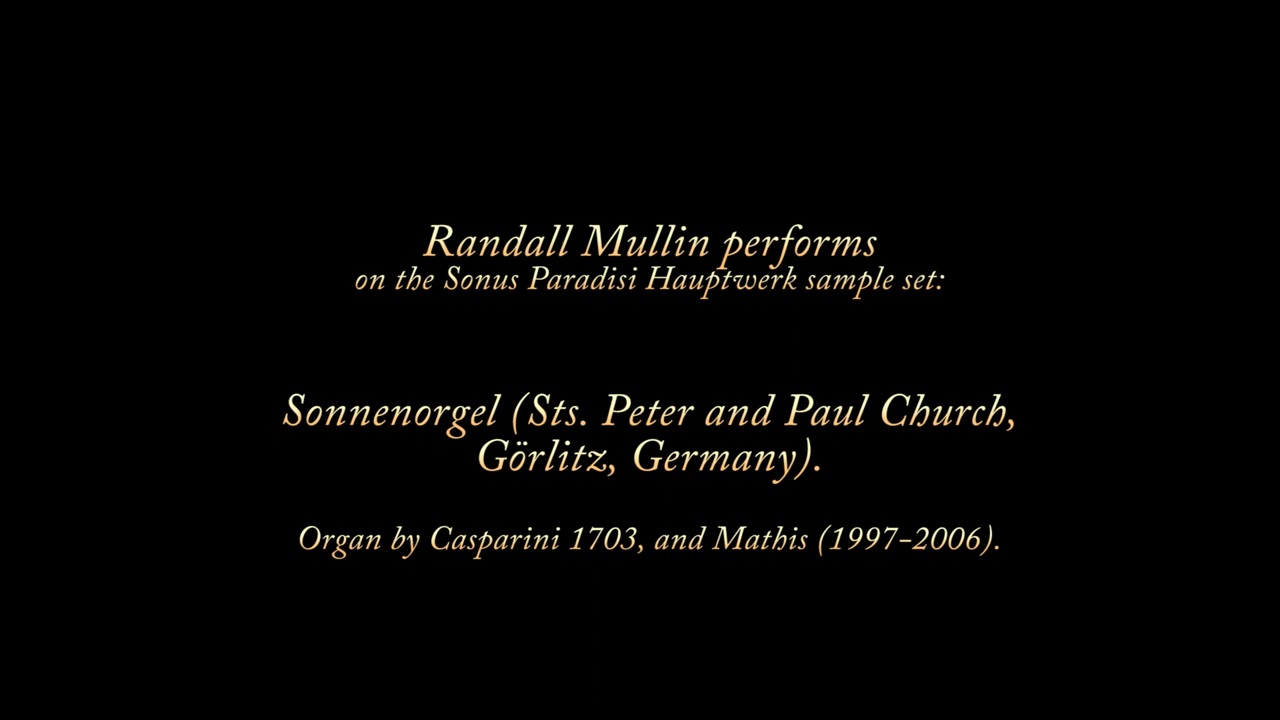 Randall Mullin performs
on the Sonus Paradisi Hauptwerk sample set:
Sonnenorgel (Sts. Peter and Paul Church,
Görlitz, Germany).
Organ by Casparini 1703, and Mathis (1997-2006).